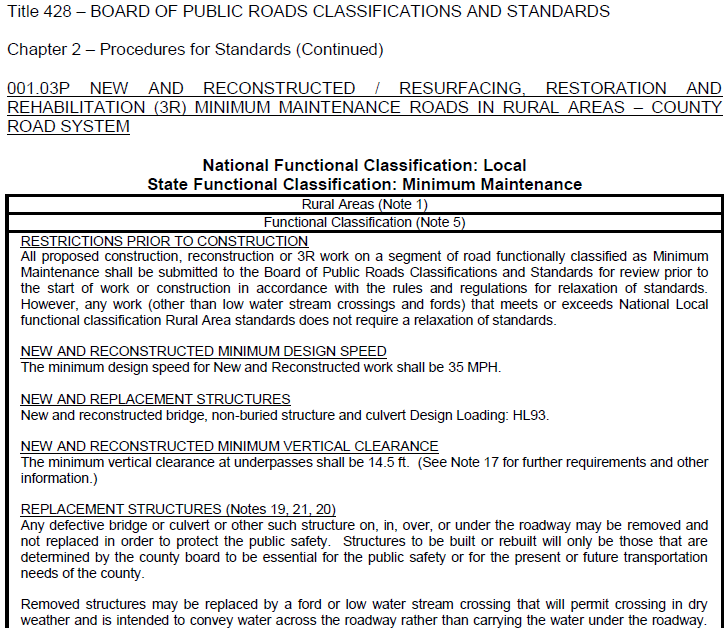 Title 428 – BOARD OF PUBLIC ROADS CLASSIFICATIONS AND STANDARDS
Chapter 2 – Procedures for Standards (Continued)
001.03P NEW AND RECONSTRUCTED / RESURFACING, RESTORATION AND
REHABILITATION (3R) MINIMUM MAINTENANCE ROADS IN RURAL AREAS – COUNTY
ROAD SYSTEM
National Functional Classification: Local
State Functional Classification: Minimum Maintenance
Rural Areas (Note 1)
Functional Classification (Note 5)
RESTRICTIONS PRIOR TO CONSTRUCTION
All proposed construction, reconstruction or 3R work on a segment of road functionally classified as Minimum
Maintenance shall be submitted to the Board of Public Roads Classifications and Standards for review prior to
the start of work or construction in accordance with the rules and regulations for relaxation of standards.
However, any work (other than low water stream crossings and fords) that meets or exceeds National Local
functional classification Rural Area standards does not require a relaxation of standards.
NEW AND RECONSTRUCTED MINIMUM DESIGN SPEED
The minimum design speed for New and Reconstructed work shall be 35 MPH.
NEW AND REPLACEMENT STRUCTURES
New and reconstructed bridge, non-buried structure and culvert Design Loading: HL93.
NEW AND RECONSTRUCTED MINIMUM VERTICAL CLEARANCE
The minimum vertical clearance at underpasses shall be 14.5 ft. (See Note 17 for further requirements and other
information.)
REPLACEMENT STRUCTURES (Notes 19, 21, 20)
Any defective bridge or culvert or other such structure on, in, over, or under the roadway may be removed and
not replaced in order to protect the public safety. Structures to be built or rebuilt will only be those that are
determined by the county board to be essential for the public safety or for the present or future transportation
needs of the county.
Removed structures may be replaced by a ford or low water stream crossing that will permit crossing in dry
weather and is intended to convey water across the roadway rather than carrying the water under the roadway.